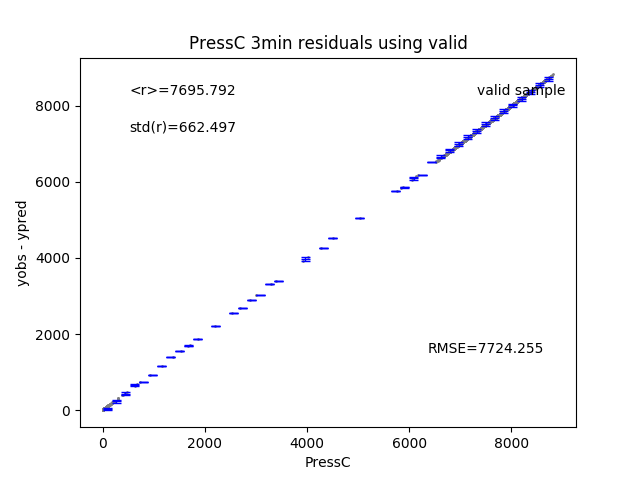 PressC 3min residuals using valid
<r>=7695.792
valid sample
std(r)=662.497
RMSE=7724.255
yobs - ypred
8000
6000
4000
2000
0
0 2000 4000 6000 8000
PressC